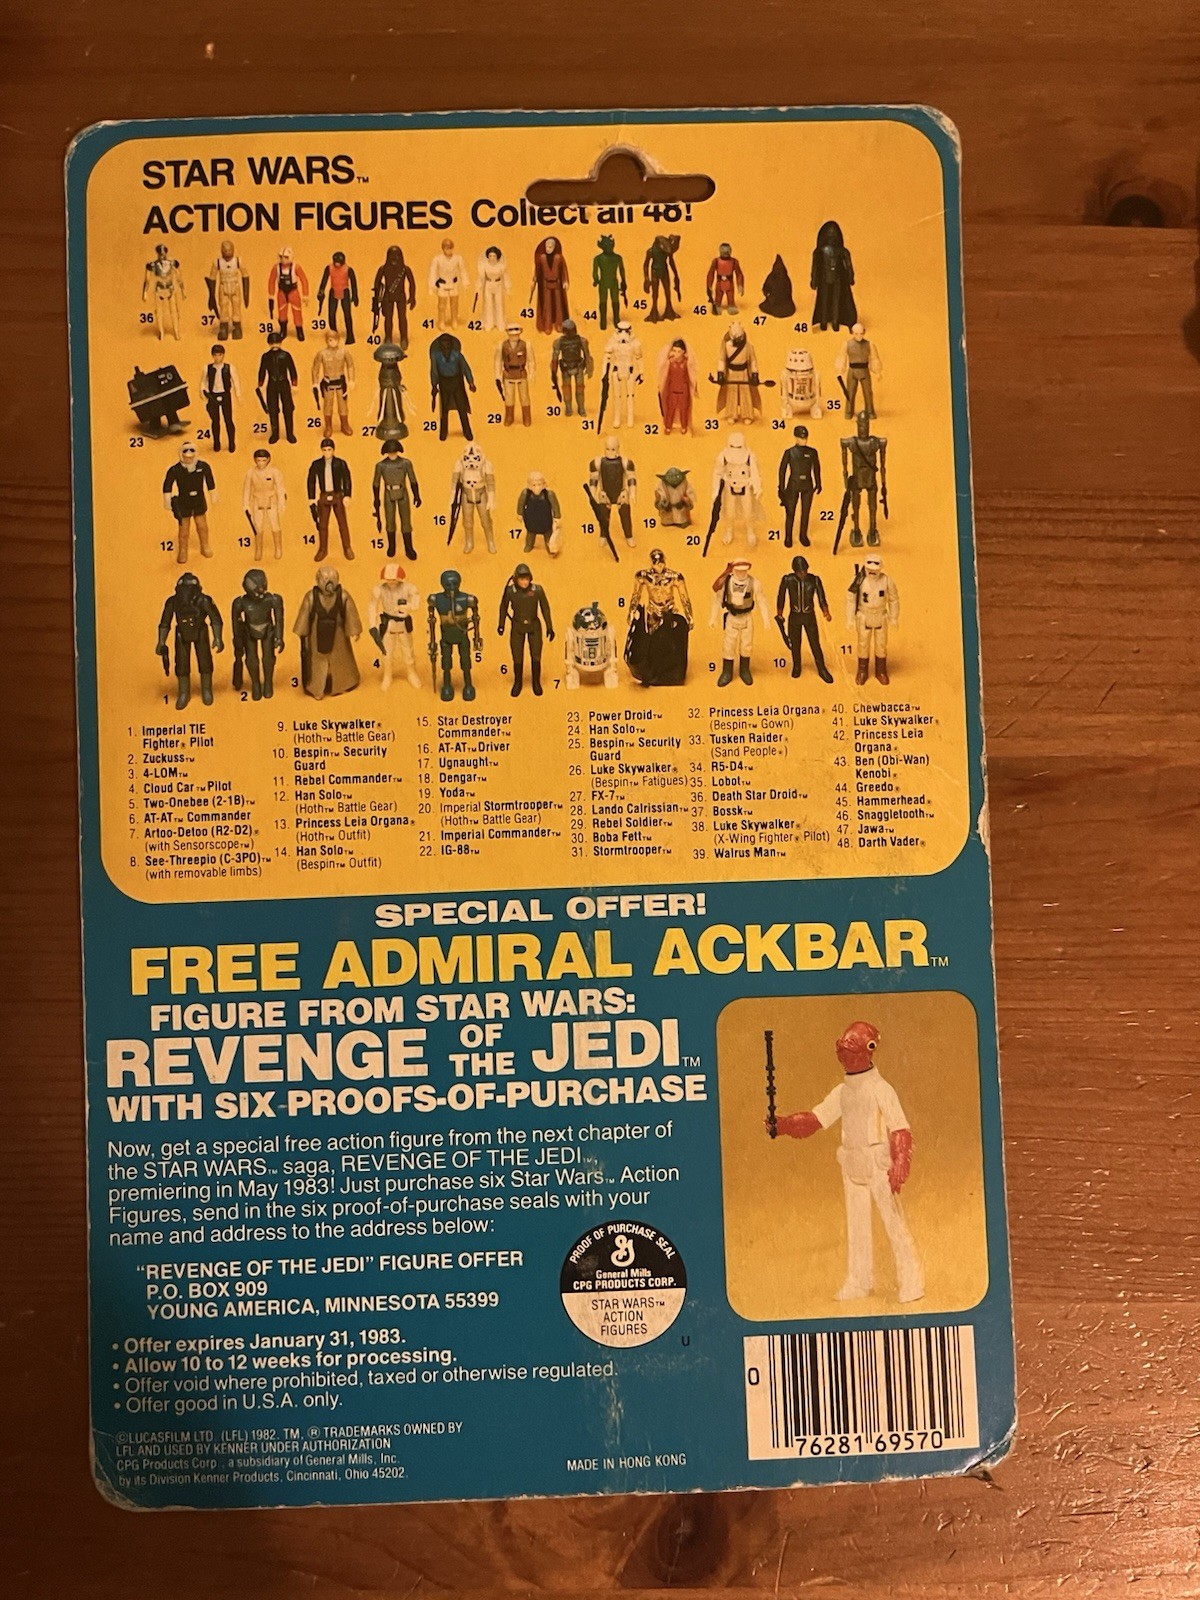 STAR WARS™
ACTION FIGURES Collect all 48!
36 37 38 39 40 41 42 43 44 45 46 47 48
23 24 25 26 27 28 29 30 31 32 33 34 35
12 13 14 15 16 17 18 19 20 21 22
1 2 3 4 5 6 7 8 9 10 11
1. Imperial TIE
Fighter® Pilot
2. Zuckuss™
3. 4-LOM™
4. Cloud Car™ Pilot
5. Two-Onebee (2-1B)™
6. AT-AT™ Commander
7. Artoo-Detoo (R2-D2)®
(with Sensorscope™)
8. See-Threepio (C-3PO)™
(with removable limbs)
9. Luke Skywalker®
(Hoth™ Battle Gear)
10. Bespin™ Security
Guard
11. Rebel Commander™
12. Han Solo™
(Hoth™ Battle Gear)
13. Princess Leia Organa®
(Hoth™ Outfit)
14. Han Solo™
(Bespin™ Outfit)
15. Star Destroyer
Commander™
16. AT-AT™ Driver
17. Ugnaught™
18. Dengar™
19. Yoda™
20. Imperial Stormtrooper™
(Hoth™ Battle Gear)
21. Imperial Commander™
22. IG-88™
23. Power Droid™
24. Han Solo™
25. Bespin™ Security
Guard
26. Luke Skywalker®
(Bespin™ Fatigues)
27. FX-7™
28. Lando Calrissian™
29. Rebel Soldier™
30. Boba Fett™
31. Stormtrooper™
32. Princess Leia Organa®
(Bespin™ Gown)
33. Tusken Raider®
(Sand People®)
34. R5-D4™
35. Lobot™
36. Death Star Droid™
37. Bossk™
38. Luke Skywalker®
(X-Wing Fighter® Pilot)
39. Walrus Man™
40. Chewbacca™
41. Luke Skywalker®
42. Princess Leia
Organa®
43. Ben (Obi-Wan)
Kenobi®
44. Greedo®
45. Hammerhead®
46. Snaggletooth™
47. Jawa™
48. Darth Vader®
SPECIAL OFFER!
FREE ADMIRAL ACKBAR™
FIGURE FROM STAR WARS:
REVENGE OF THE JEDI™
WITH SIX-PROOFS-OF-PURCHASE
Now, get a special free action figure from the next chapter of
the STAR WARS™ saga, REVENGE OF THE JEDI™,
premiering in May 1983! Just purchase six Star Wars™ Action
Figures, send in the six proof-of-purchase seals with your
name and address to the address below:
"REVENGE OF THE JEDI" FIGURE OFFER
P.O. BOX 909
YOUNG AMERICA, MINNESOTA 55399
• Offer expires January 31, 1983.
• Allow 10 to 12 weeks for processing.
• Offer void where prohibited, taxed or otherwise regulated.
• Offer good in U.S.A. only.
PROOF OF PURCHASE SEAL
G
General Mills
CPG PRODUCTS CORP.
STAR WARS™
ACTION
FIGURES
U
©LUCASFILM LTD. (LFL) 1982. TM, ® TRADEMARKS OWNED BY
LFL AND USED BY KENNER UNDER AUTHORIZATION
CPG Products Corp., a subsidiary of General Mills, Inc.
by its Division Kenner Products, Cincinnati, Ohio 45202.
MADE IN HONG KONG
0 76281 69570